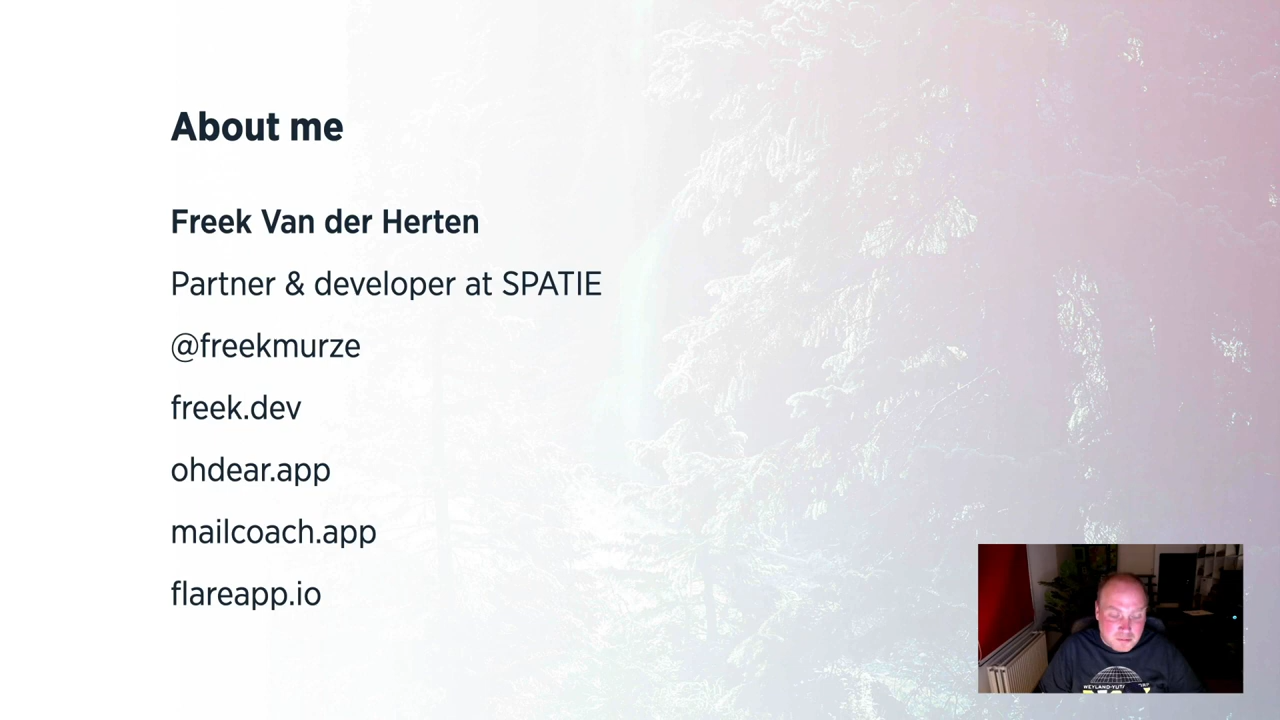 About me
Freek Van der Herten
Partner & developer at SPATIE
@freekmurze
freek.dev
ohdear.app
mailcoach.app
flareapp.io